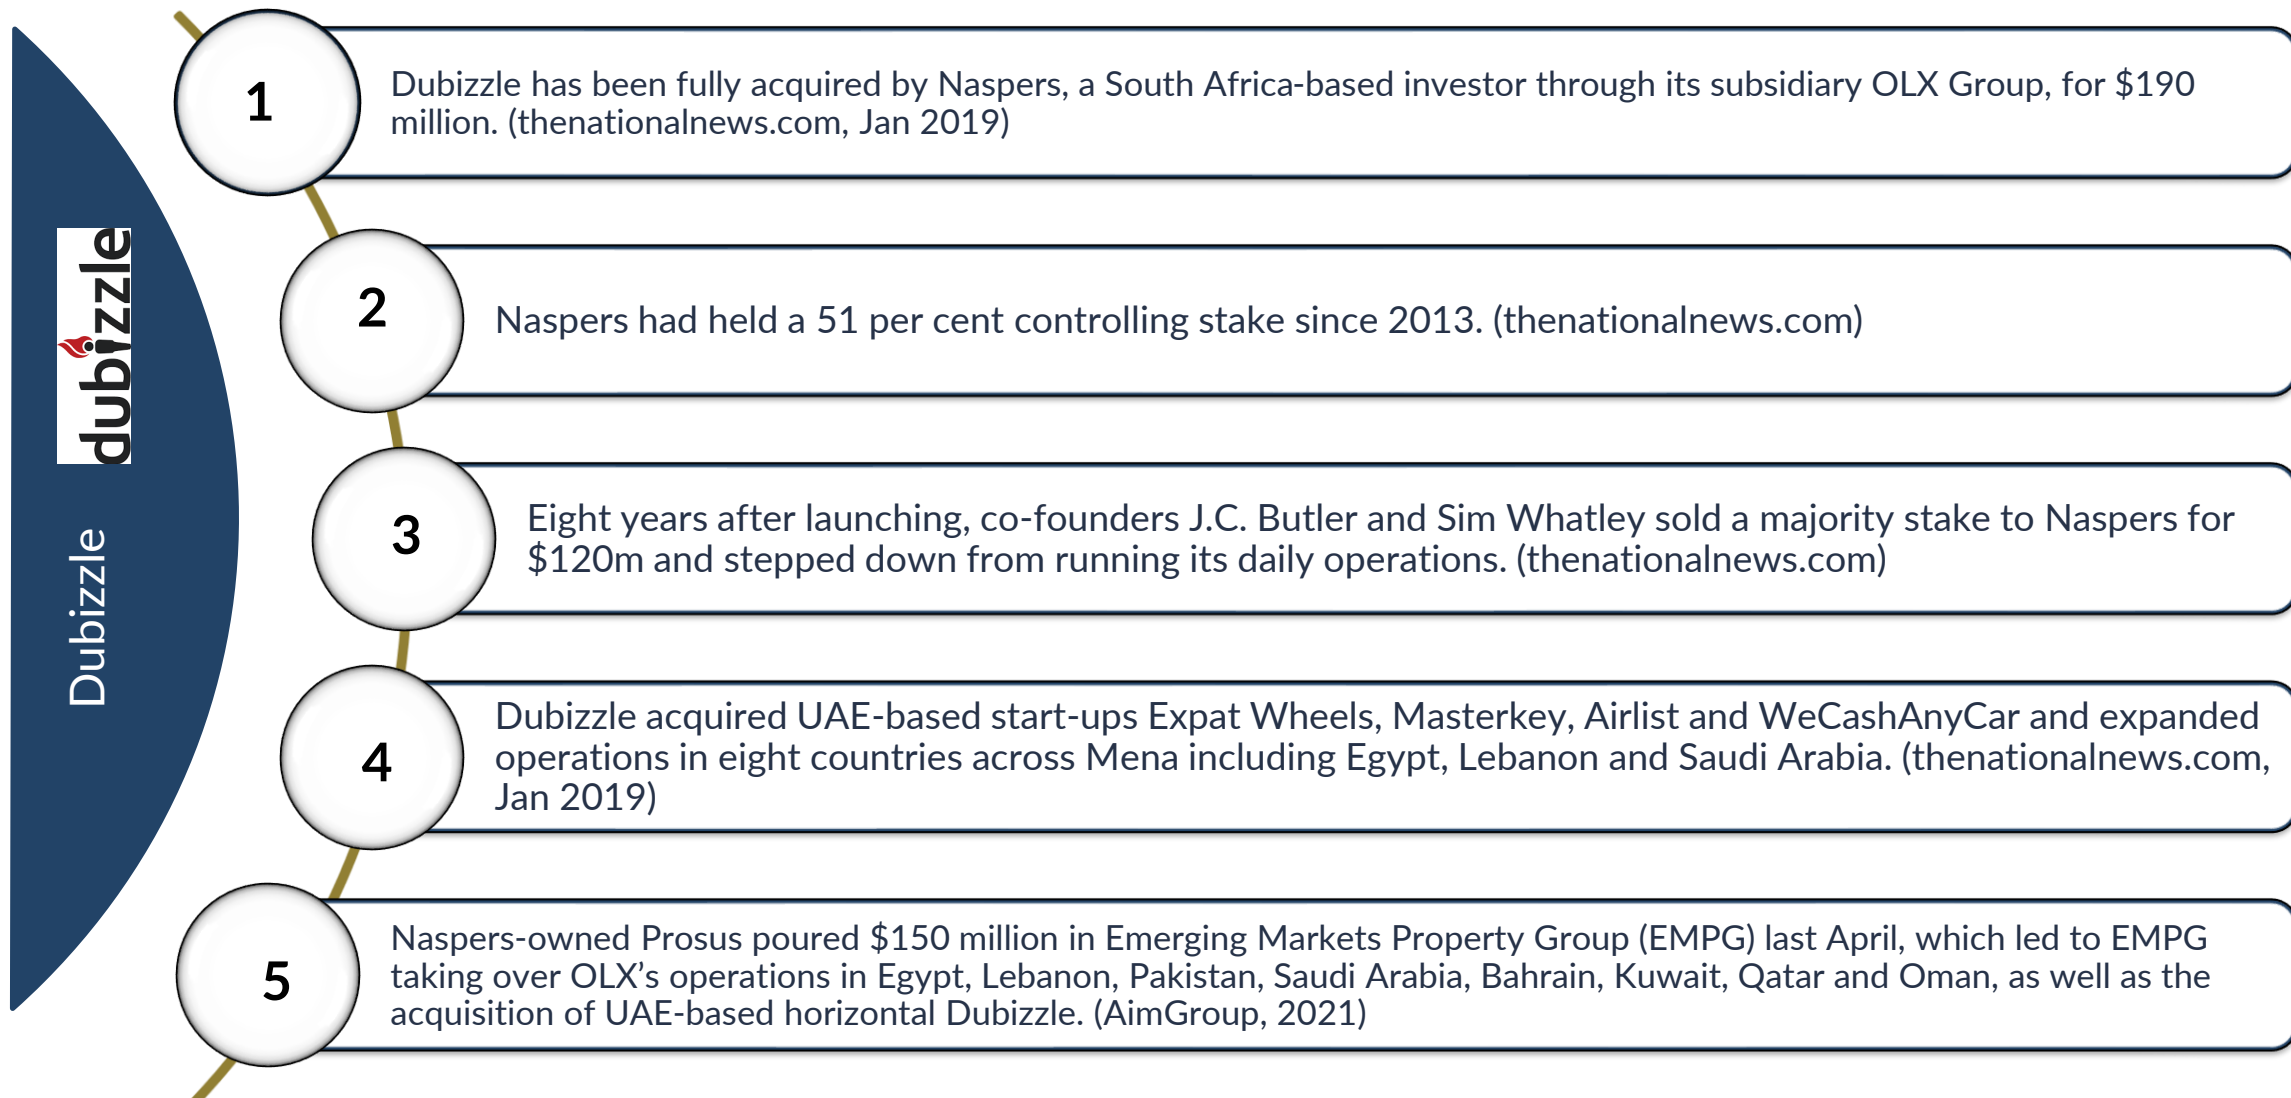 dubizzle
Dubizzle
1
Dubizzle has been fully acquired by Naspers, a South Africa-based investor through its subsidiary OLX Group, for $190
million. (thenationalnews.com, Jan 2019)
2
Naspers had held a 51 per cent controlling stake since 2013. (thenationalnews.com)
3
Eight years after launching, co-founders J.C. Butler and Sim Whatley sold a majority stake to Naspers for
$120m and stepped down from running its daily operations. (thenationalnews.com)
4
Dubizzle acquired UAE-based start-ups Expat Wheels, Masterkey, Airlist and WeCashAnyCar and expanded
operations in eight countries across Mena including Egypt, Lebanon and Saudi Arabia. (thenationalnews.com,
Jan 2019)
5
Naspers-owned Prosus poured $150 million in Emerging Markets Property Group (EMPG) last April, which led to EMPG
taking over OLX’s operations in Egypt, Lebanon, Pakistan, Saudi Arabia, Bahrain, Kuwait, Qatar and Oman, as well as the
acquisition of UAE-based horizontal Dubizzle. (AimGroup, 2021)